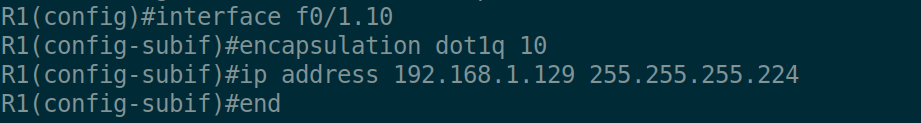 R1(config)#interface f0/1.10
R1(config-subif)#encapsulation dot1q 10
R1(config-subif)#ip address 192.168.1.129 255.255.255.224
R1(config-subif)#end